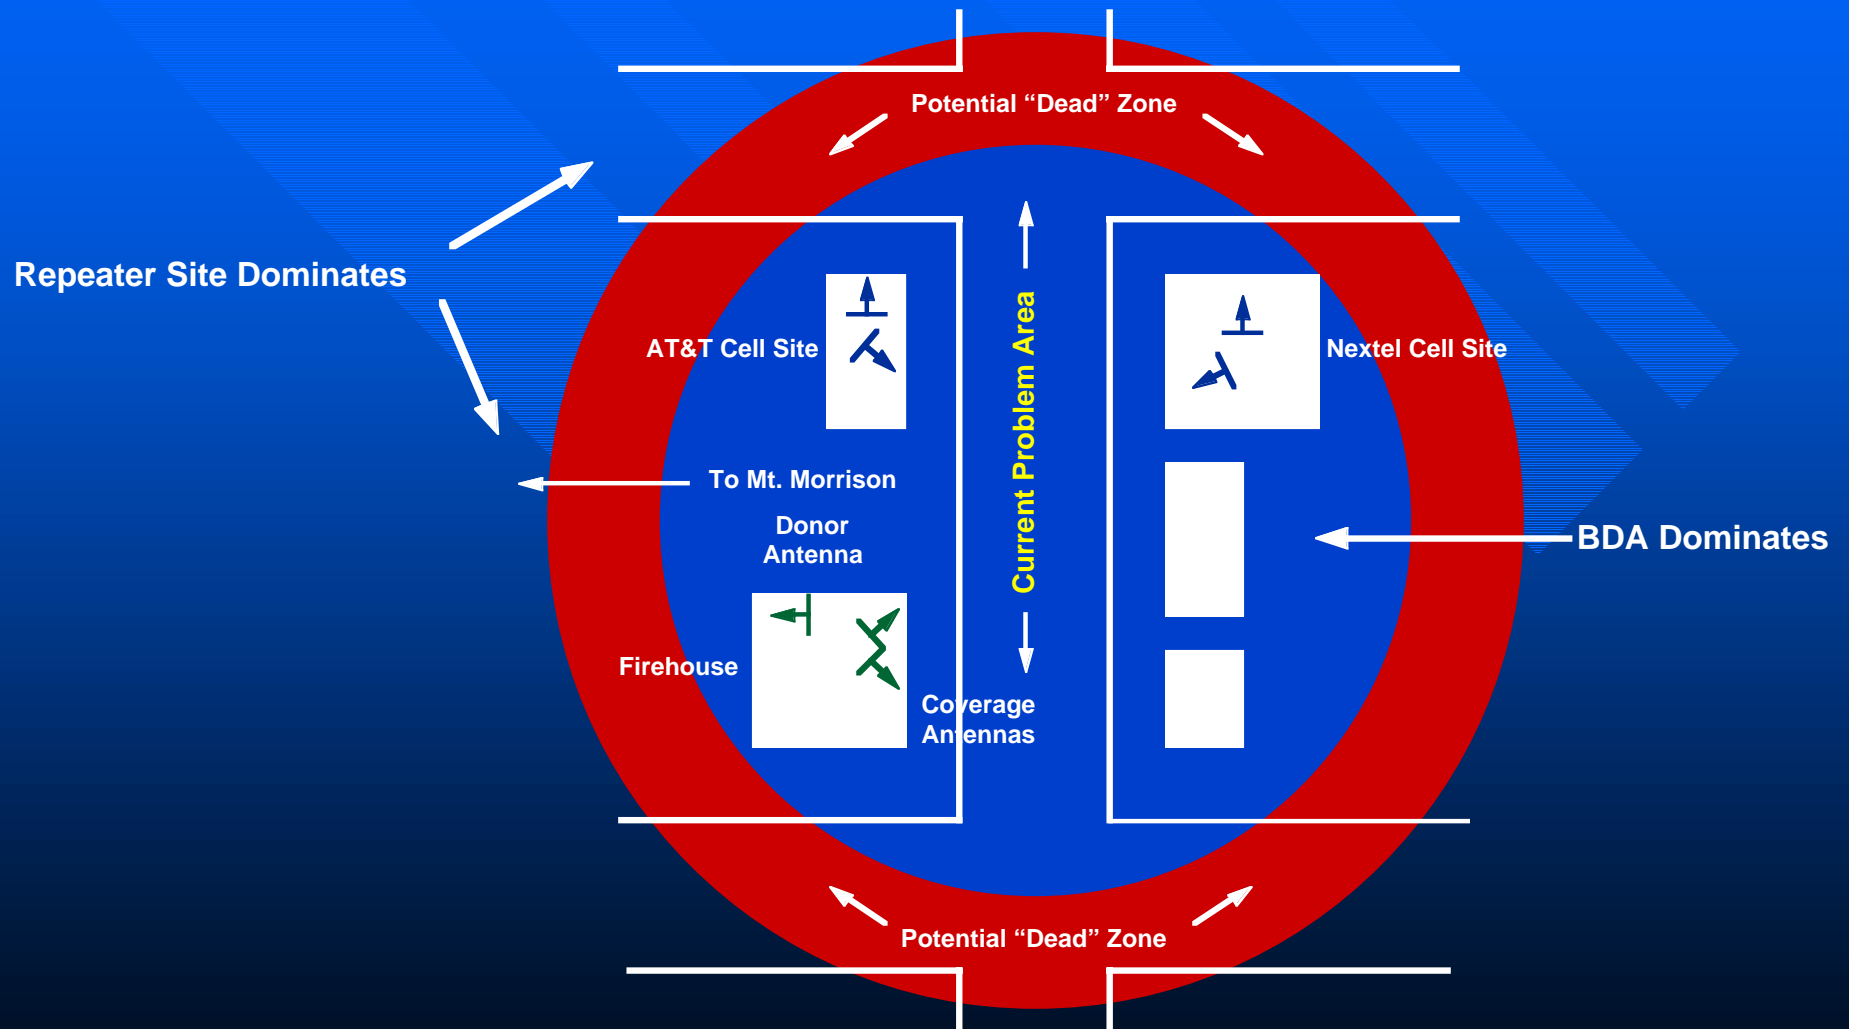 Potential “Dead” Zone
Repeater Site Dominates
AT&T Cell Site
Current Problem Area
Nextel Cell Site
To Mt. Morrison
Donor
Antenna
BDA Dominates
Firehouse
Coverage
Antennas
Potential “Dead” Zone